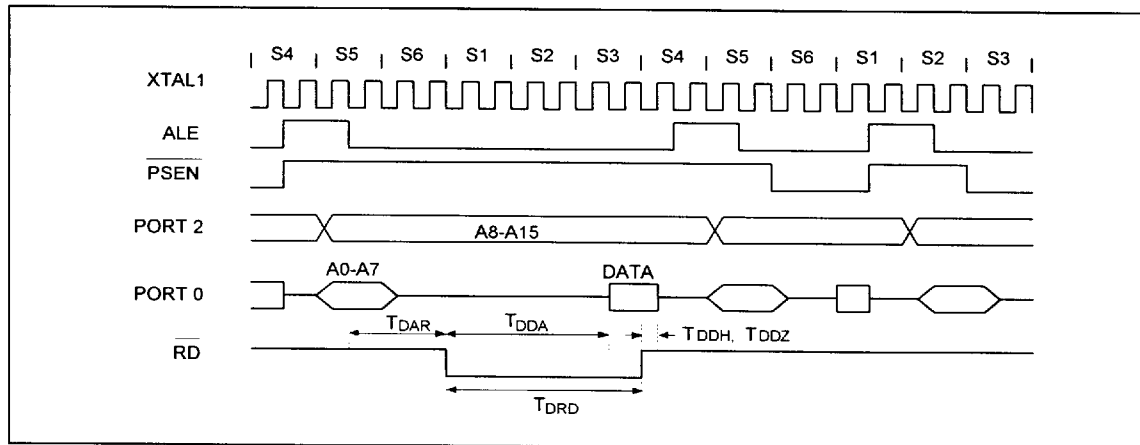 S4 S5 S6 S1 S2 S3 S4 S5 S6 S1 S2 S3
XTAL1
ALE
PSEN
PORT 2
A8-A15
A0-A7 DATA
PORT 0
TDAR TDDA TDDH, TDDZ
RD
TDRD